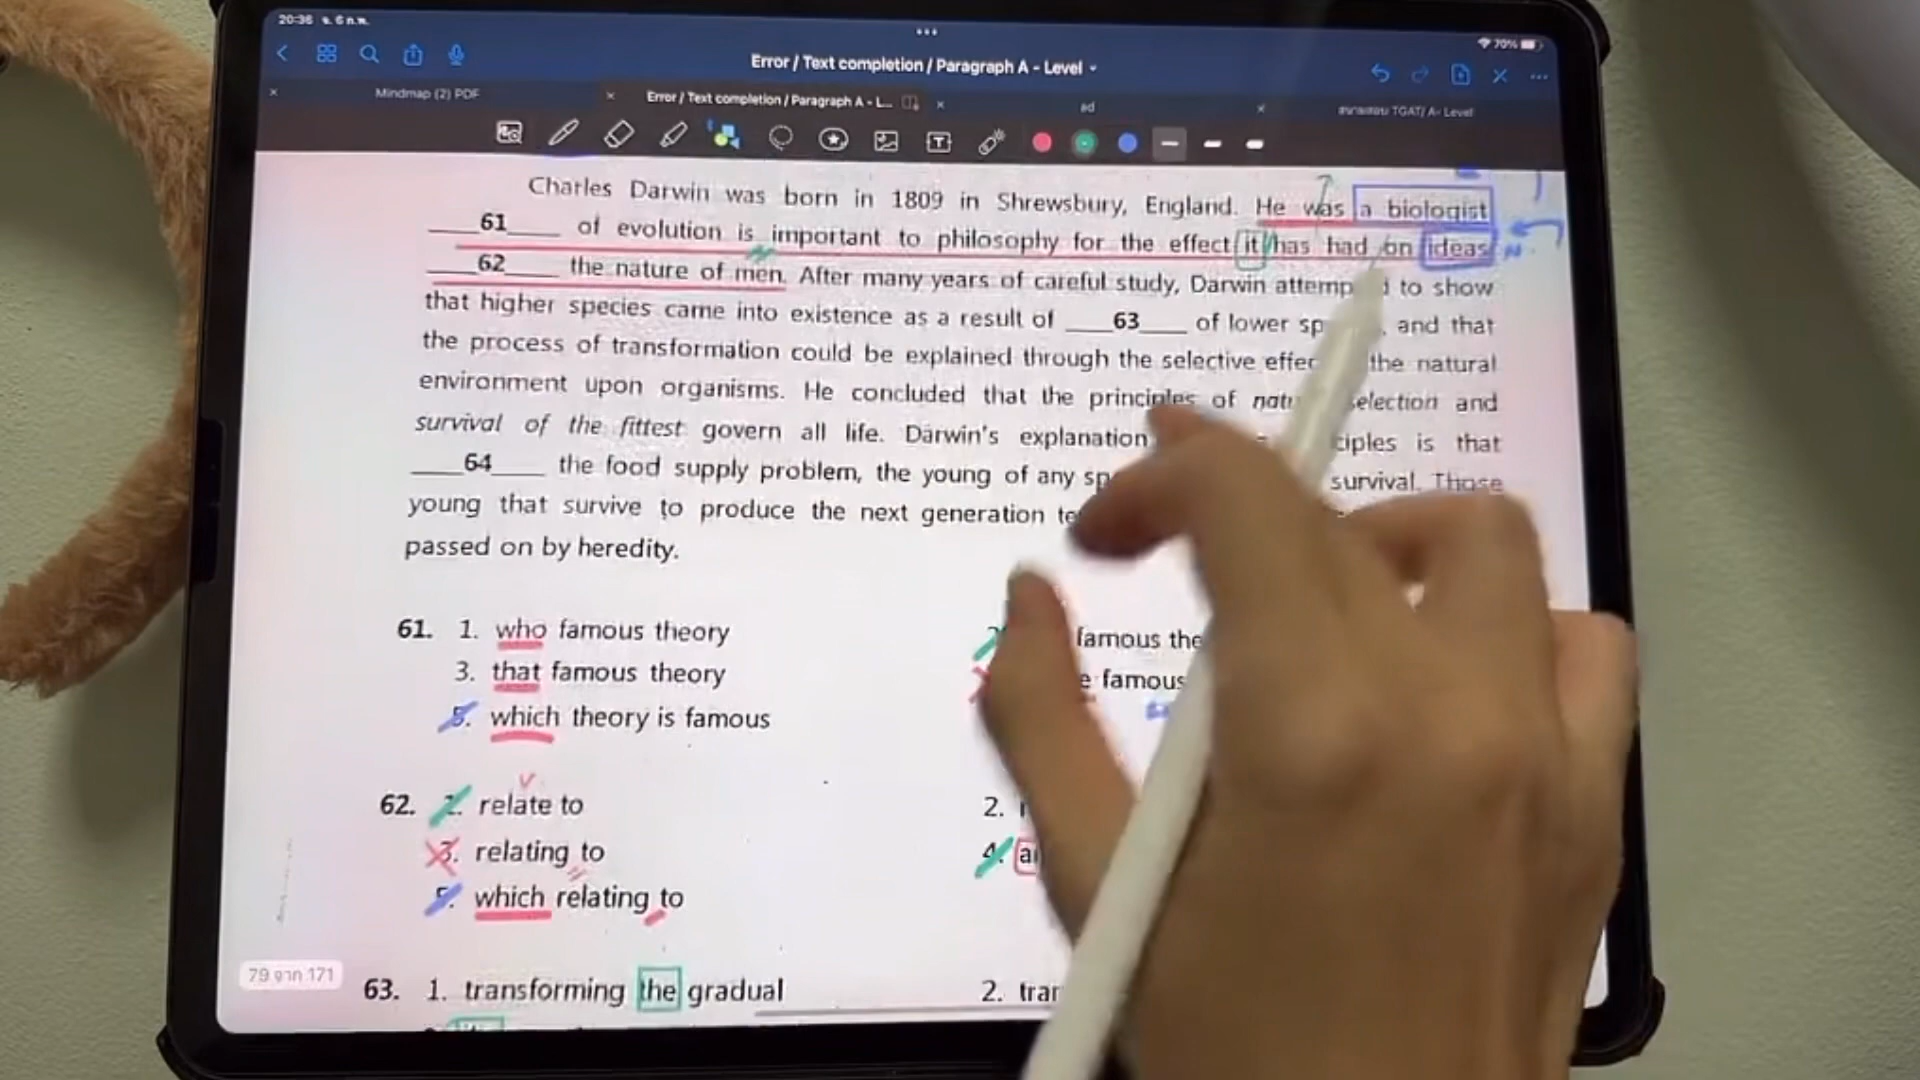 20:36
70%
Error / Text completion / Paragraph A - Level
Mindmap (2) PDF
Error / Text completion / Paragraph A - L...
ad
TGAT/ A- Level
Charles Darwin was born in 1809 in Shrewsbury, England. He was a biologist
61 of evolution is important to philosophy for the effect it has had on ideas
62 the nature of men. After many years of careful study, Darwin attemp to show
that higher species came into existence as a result of 63 of lower sp , and that
the process of transformation could be explained through the selective effec the natural
environment upon organisms. He concluded that the principles of natu selection and
survival of the fittest govern all life. Darwin's explanation ciples is that
64 the food supply problem, the young of any sp survival. Those
young that survive to produce the next generation te
passed on by heredity.
61. 1. who famous theory
famous the
3. that famous theory
e famous
5. which theory is famous
62. 1. relate to
2.
3. relating to
4. a
5. which relating to
79 จาก 171
63. 1. transforming the gradual
2. tran